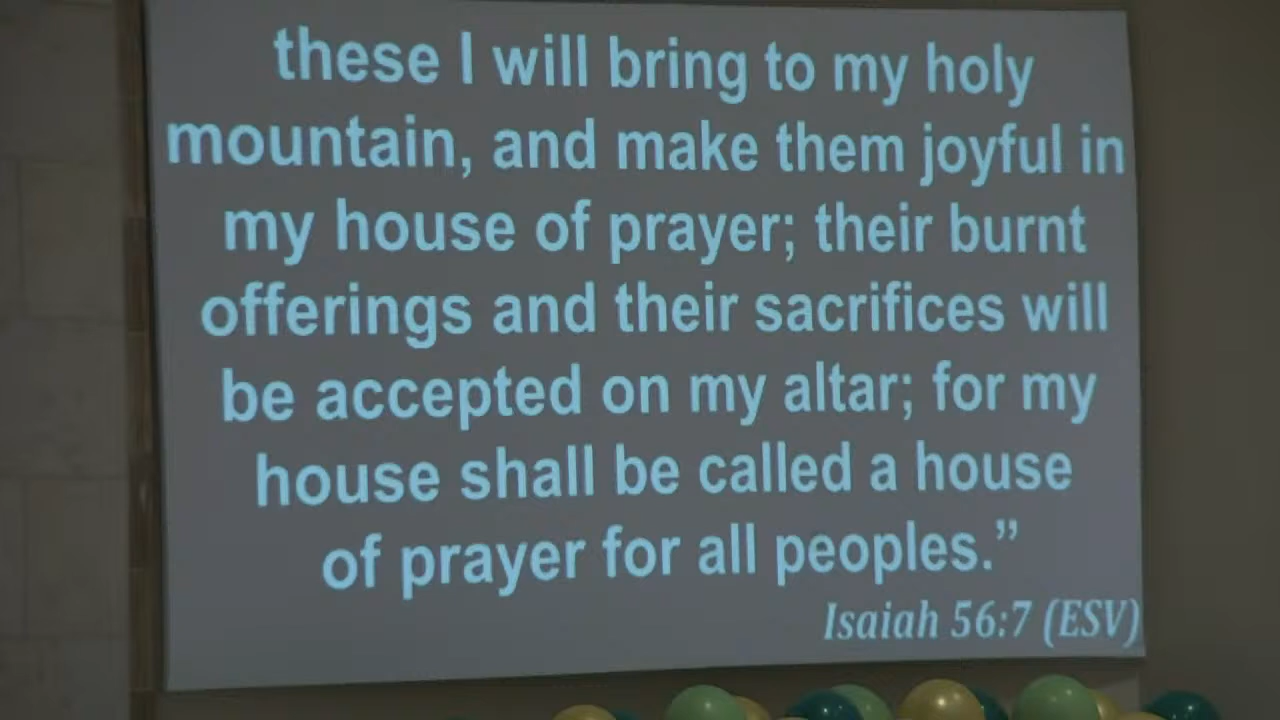 these I will bring to my holy
mountain, and make them joyful in
my house of prayer; their burnt
offerings and their sacrifices will
be accepted on my altar; for my
house shall be called a house
of prayer for all peoples.”
Isaiah 56:7 (ESV)